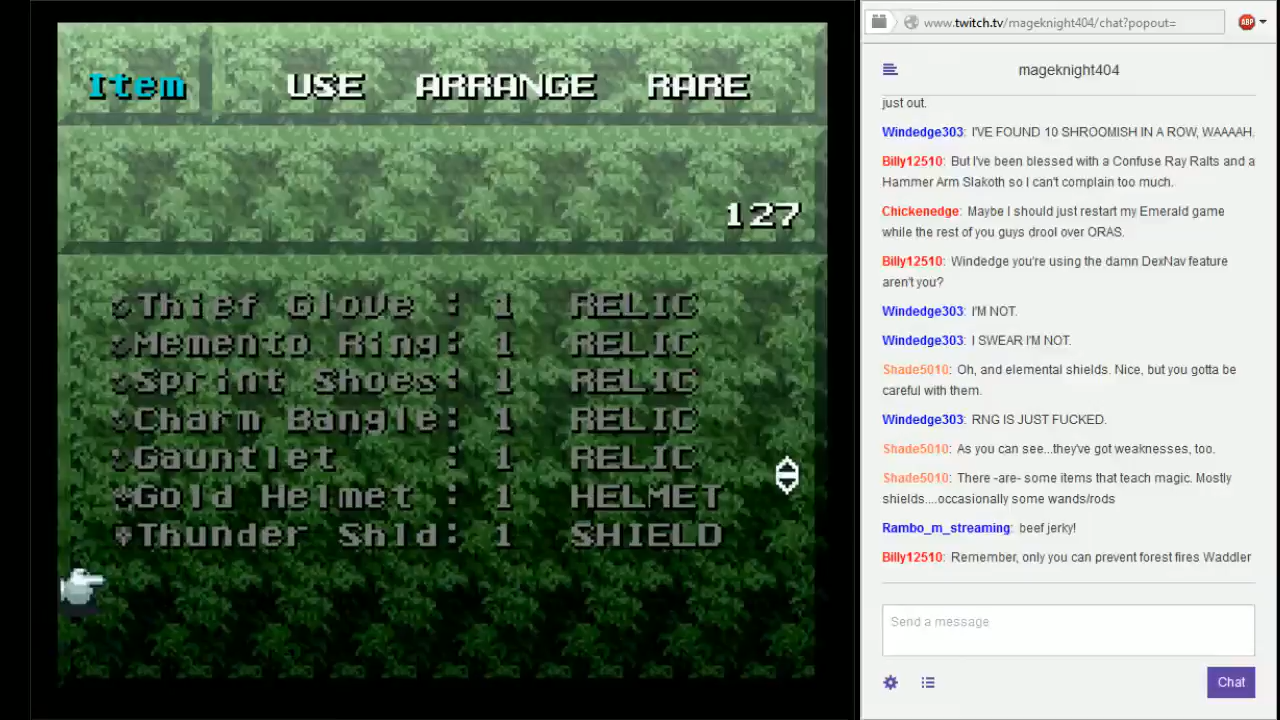 Item USE ARRANGE RARE
127
Thief Glove : 1 RELIC
Memento Ring: 1 RELIC
Sprint Shoes: 1 RELIC
Charm Bangle: 1 RELIC
Gauntlet : 1 RELIC
Gold Helmet : 1 HELMET
Thunder Shld: 1 SHIELD
www.twitch.tv/mageknight404/chat?popout=
ABP
mageknight404
just out.
Windedge303: I'VE FOUND 10 SHROOMISH IN A ROW, WAAAAH.
Billy12510: But I've been blessed with a Confuse Ray Ralts and a
Hammer Arm Slakoth so I can't complain too much.
Chickenedge: Maybe I should just restart my Emerald game
while the rest of you guys drool over ORAS.
Billy12510: Windedge you're using the damn DexNav feature
aren't you?
Windedge303: I'M NOT.
Windedge303: I SWEAR I'M NOT.
Shade5010: Oh, and elemental shields. Nice, but you gotta be
careful with them.
Windedge303: RNG IS JUST FUCKED.
Shade5010: As you can see...they've got weaknesses, too.
Shade5010: There -are- some items that teach magic. Mostly
shields....occasionally some wands/rods
Rambo_m_streaming: beef jerky!
Billy12510: Remember, only you can prevent forest fires Waddler
Send a message
Chat